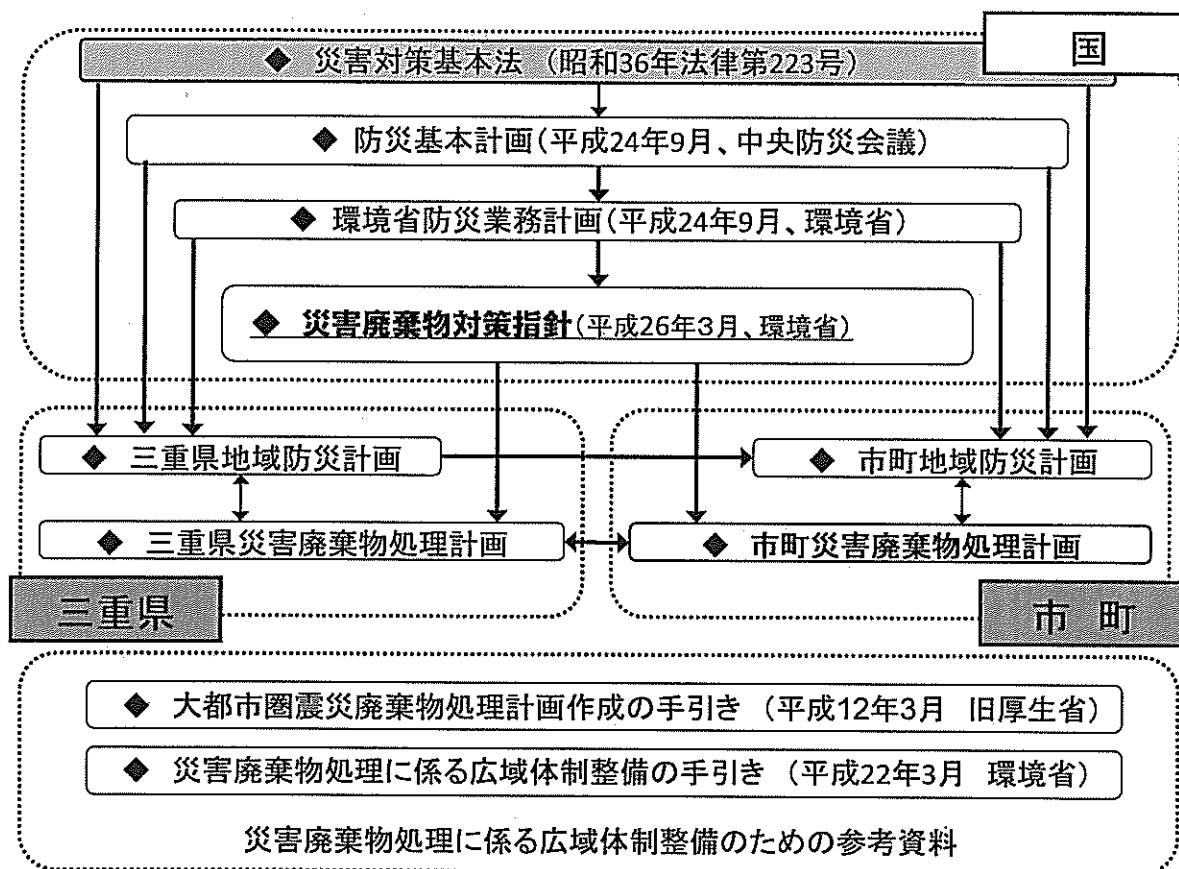 国
◆ 災害対策基本法 （昭和36年法律第223号）
◆ 防災基本計画（平成24年9月、中央防災会議）
◆ 環境省防災業務計画（平成24年9月、環境省）
◆ 災害廃棄物対策指針（平成26年3月、環境省）
◆ 三重県地域防災計画
◆ 市町地域防災計画
◆ 三重県災害廃棄物処理計画
◆ 市町災害廃棄物処理計画
三重県
市 町
◆ 大都市圏震災廃棄物処理計画作成の手引き （平成12年3月 旧厚生省）
◆ 災害廃棄物処理に係る広域体制整備の手引き （平成22年3月 環境省）
災害廃棄物処理に係る広域体制整備のための参考資料